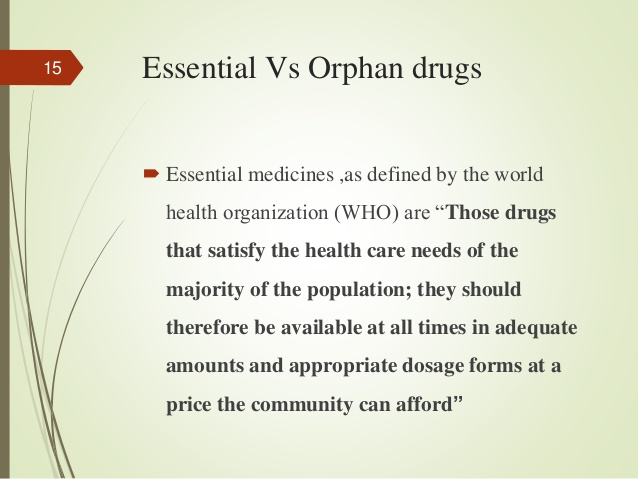 15
Essential Vs Orphan drugs
Essential medicines ,as defined by the world
health organization (WHO) are “Those drugs
that satisfy the health care needs of the
majority of the population; they should
therefore be available at all times in adequate
amounts and appropriate dosage forms at a
price the community can afford”